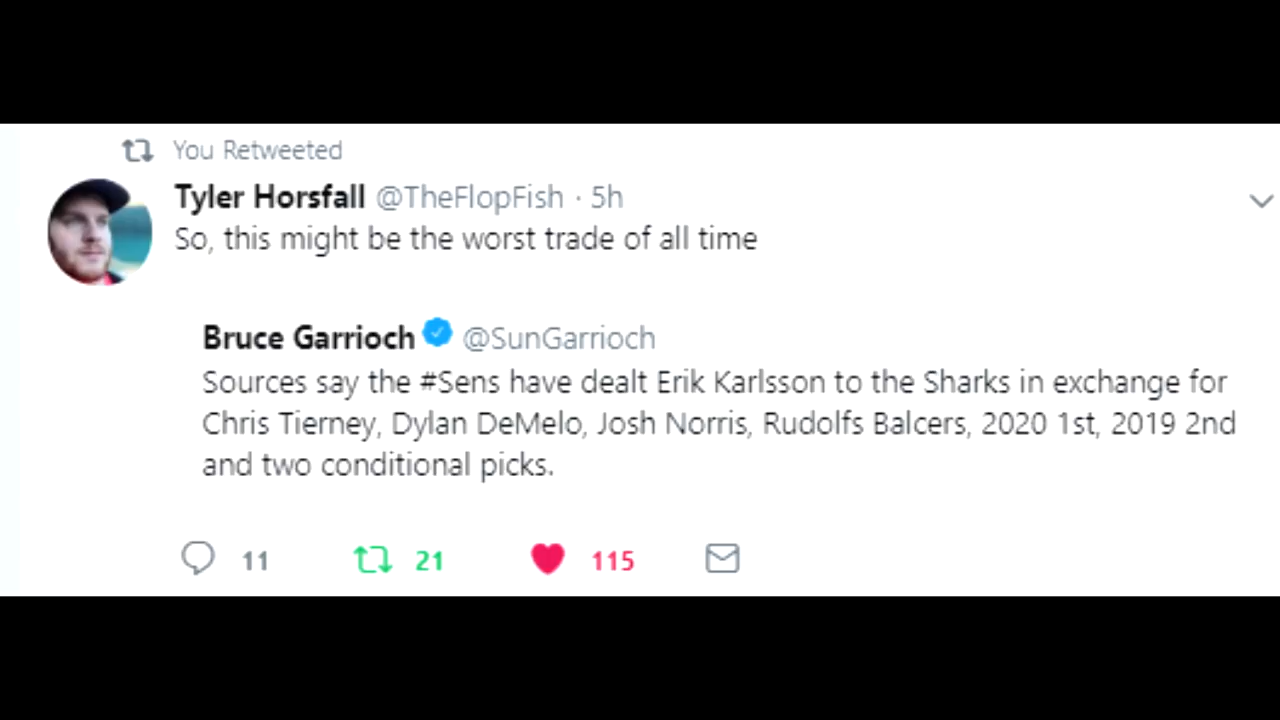 You Retweeted
Tyler Horsfall @TheFlopFish · 5h
So, this might be the worst trade of all time
Bruce Garrioch @SunGarrioch
Sources say the #Sens have dealt Erik Karlsson to the Sharks in exchange for
Chris Tierney, Dylan DeMelo, Josh Norris, Rudolfs Balcers, 2020 1st, 2019 2nd
and two conditional picks.
11 21 115